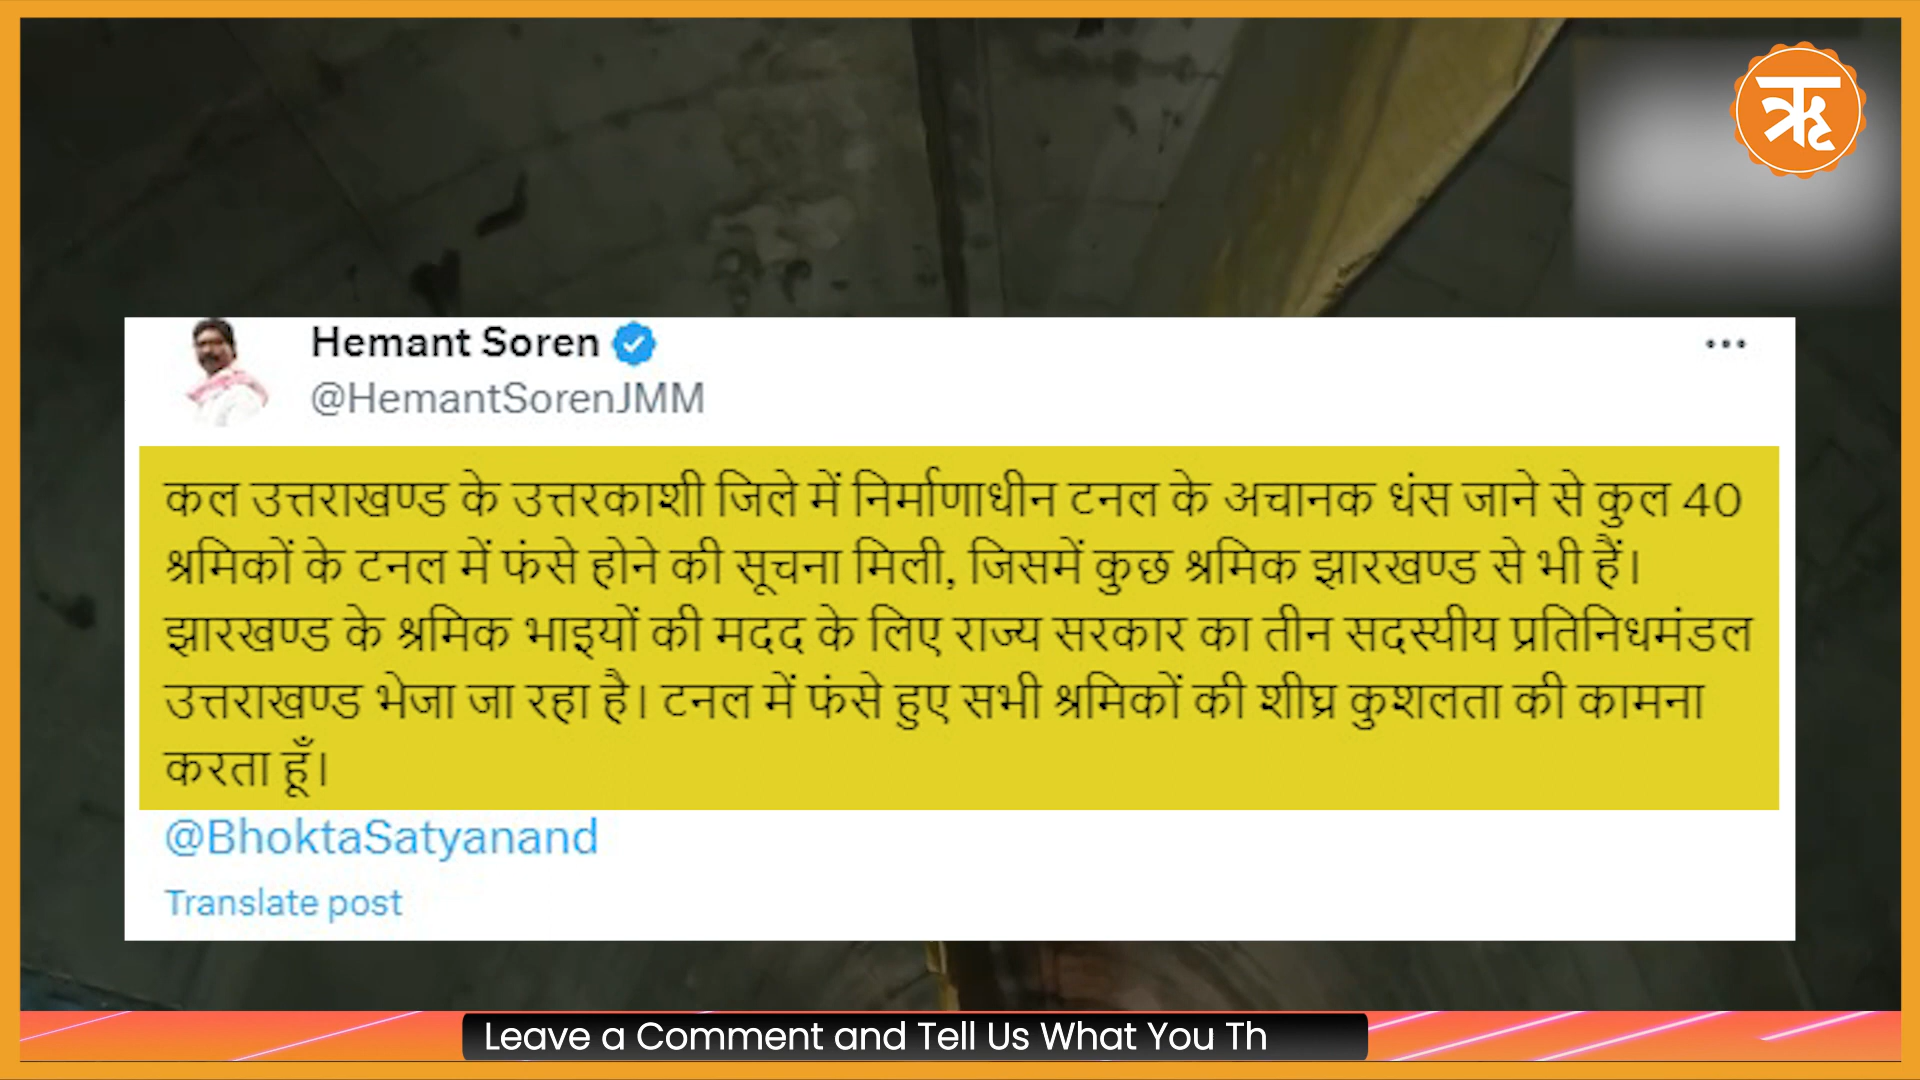 ऋ
Hemant Soren
@HemantSorenJMM
कल उत्तराखण्ड के उत्तरकाशी जिले में निर्माणाधीन टनल के अचानक धंस जाने से कुल 40
श्रमिकों के टनल में फंसे होने की सूचना मिली, जिसमें कुछ श्रमिक झारखण्ड से भी हैं।
झारखण्ड के श्रमिक भाइयों की मदद के लिए राज्य सरकार का तीन सदस्यीय प्रतिनिधमंडल
उत्तराखण्ड भेजा जा रहा है। टनल में फंसे हुए सभी श्रमिकों की शीघ्र कुशलता की कामना
करता हूँ।
@BhoktaSatyanand
Translate post
Leave a Comment and Tell Us What You Th